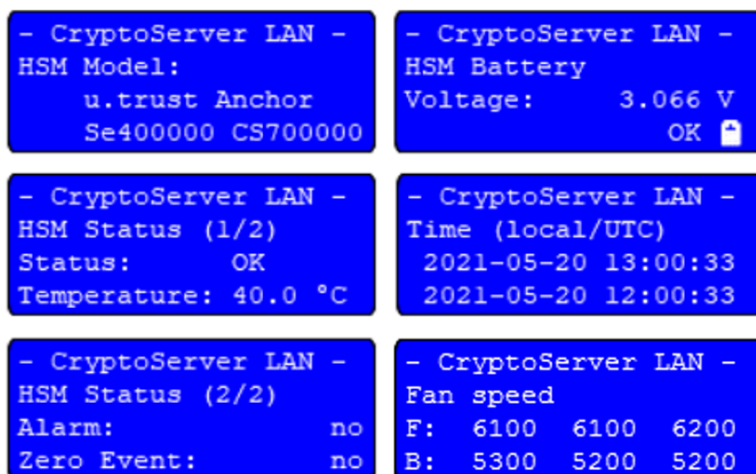 - CryptoServer LAN -
HSM Model:
u.trust Anchor
Se400000 CS700000
- CryptoServer LAN -
HSM Battery
Voltage: 3.066 V
OK
- CryptoServer LAN -
HSM Status (1/2)
Status: OK
Temperature: 40.0 °C
- CryptoServer LAN -
Time (local/UTC)
2021-05-20 13:00:33
2021-05-20 12:00:33
- CryptoServer LAN -
HSM Status (2/2)
Alarm: no
Zero Event: no
- CryptoServer LAN -
Fan speed
F: 6100 6100 6200
B: 5300 5200 5200